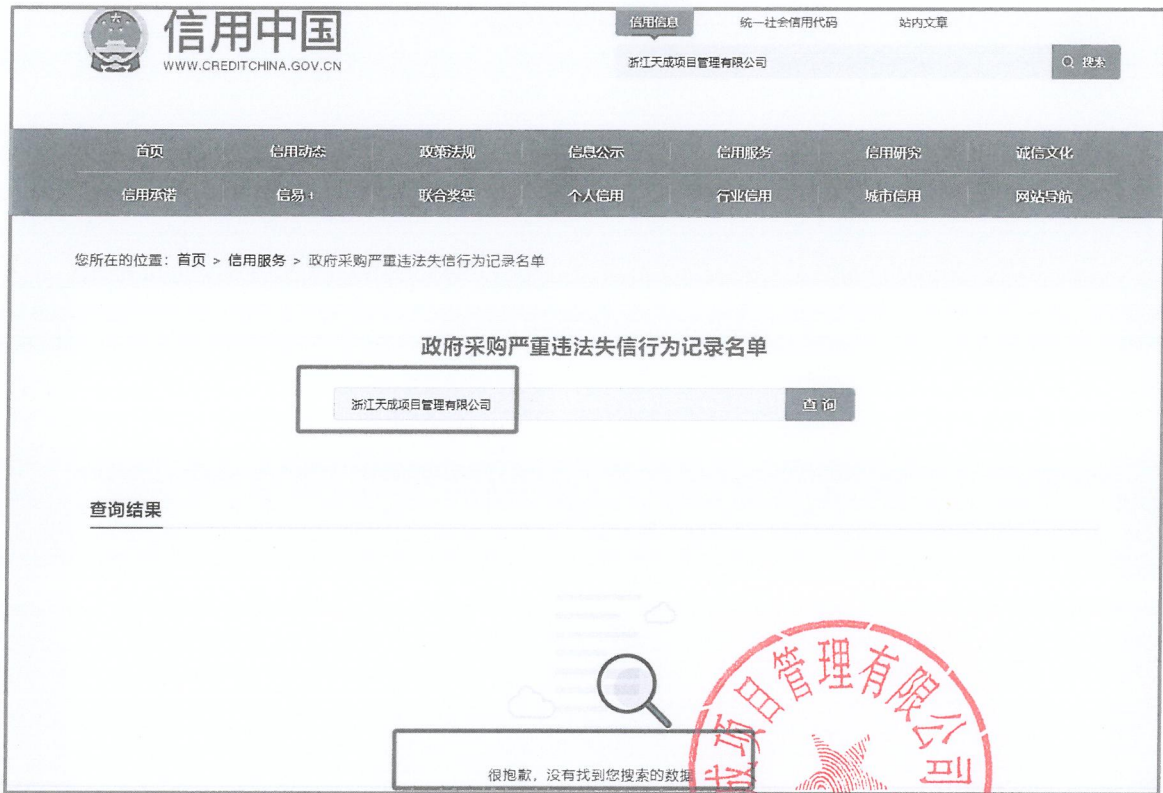 信用中国
WWW.CREDITCHINA.GOV.CN
信用信息 统一社会信用代码 站内文章
浙江天成项目管理有限公司 搜索
首页 信用动态 政策法规 信息公示 信用服务 信用研究 诚信文化
信用承诺 信易+ 联合奖惩 个人信用 行业信用 城市信用 网站导航
您所在的位置：首页 > 信用服务 > 政府采购严重违法失信行为记录名单
政府采购严重违法失信行为记录名单
浙江天成项目管理有限公司 查询
查询结果
很抱歉，没有找到您搜索的数据
成项目管理有限公司